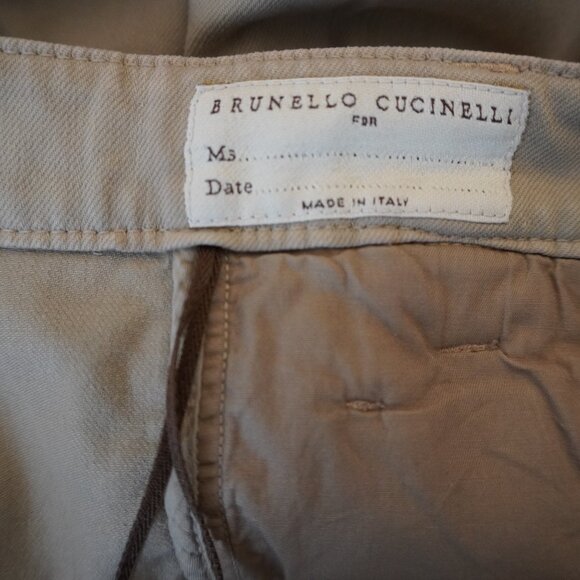 BRUNELLO CUCINELLI
FOR
Ms.......................................
Date.....................................
MADE IN ITALY